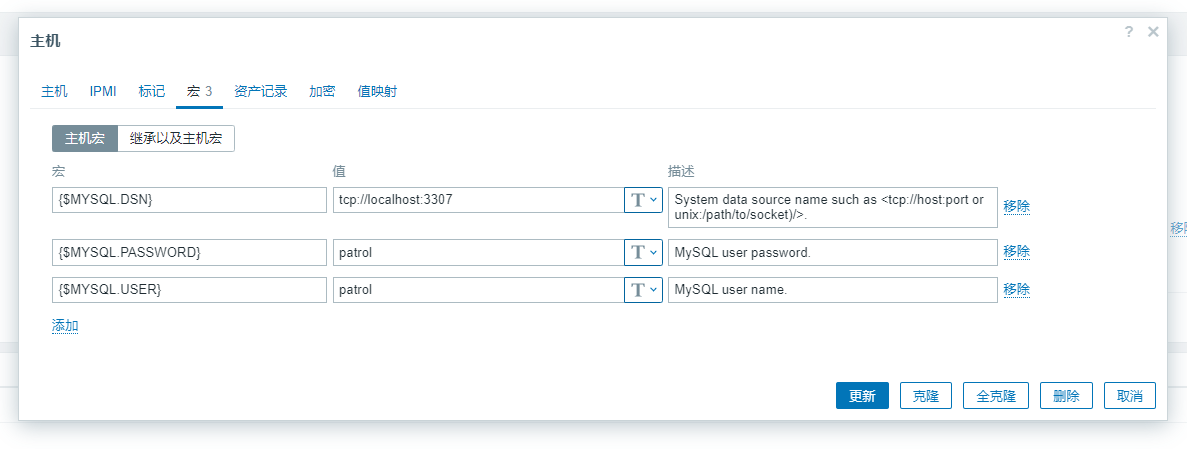 主机
?
主机 IPMI 标记 宏 3 资产记录 加密 值映射
主机宏 继承以及主机宏
宏 值 描述
{$MYSQL.DSN} tcp://localhost:3307 T System data source name such as <tcp://host:port or
unix:/path/to/socket)/>. 移除
{$MYSQL.PASSWORD} patrol T MySQL user password. 移除
{$MYSQL.USER} patrol T MySQL user name. 移除
添加
更新 克隆 全克隆 删除 取消